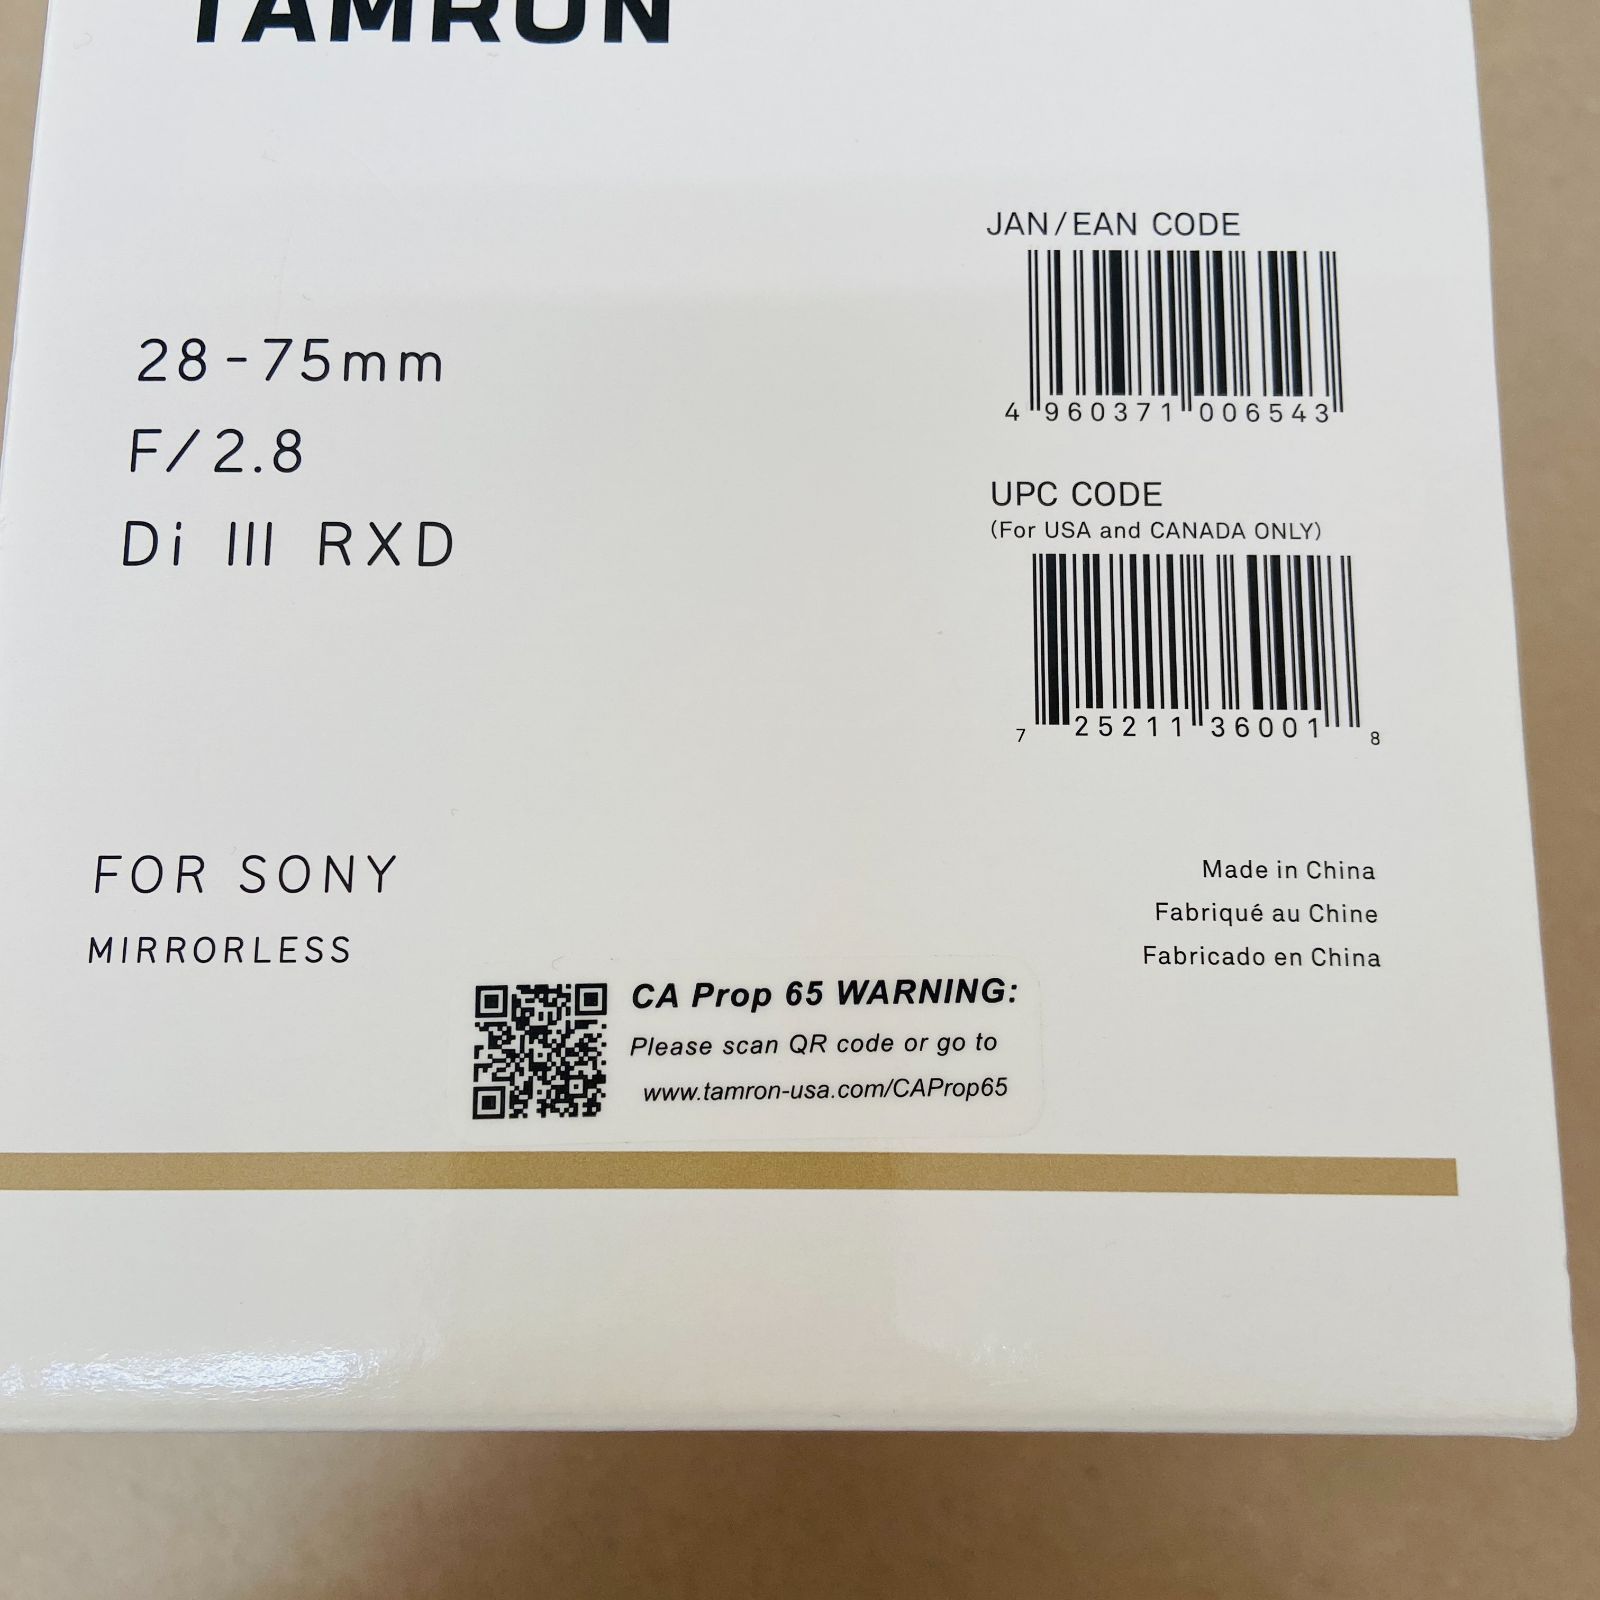 TAMRON
28-75mm
F/2.8
Di III RXD
JAN/EAN CODE
4 960371 006543
UPC CODE
(For USA and CANADA ONLY)
7 25211 36001 8
FOR SONY
MIRRORLESS
Made in China
Fabriqué au Chine
Fabricado en China
CA Prop 65 WARNING:
Please scan QR code or go to
www.tamron-usa.com/CAProp65